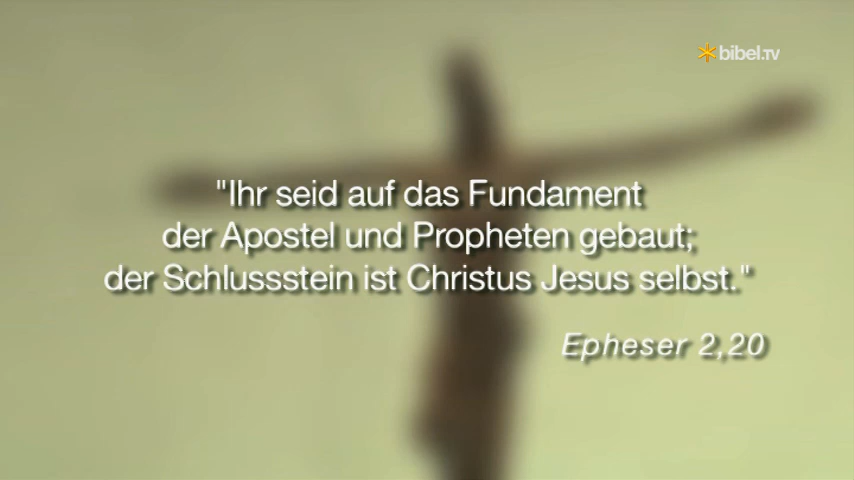 bibel.TV
"Ihr seid auf das Fundament
der Apostel und Propheten gebaut;
der Schlussstein ist Christus Jesus selbst."
Epheser 2,20